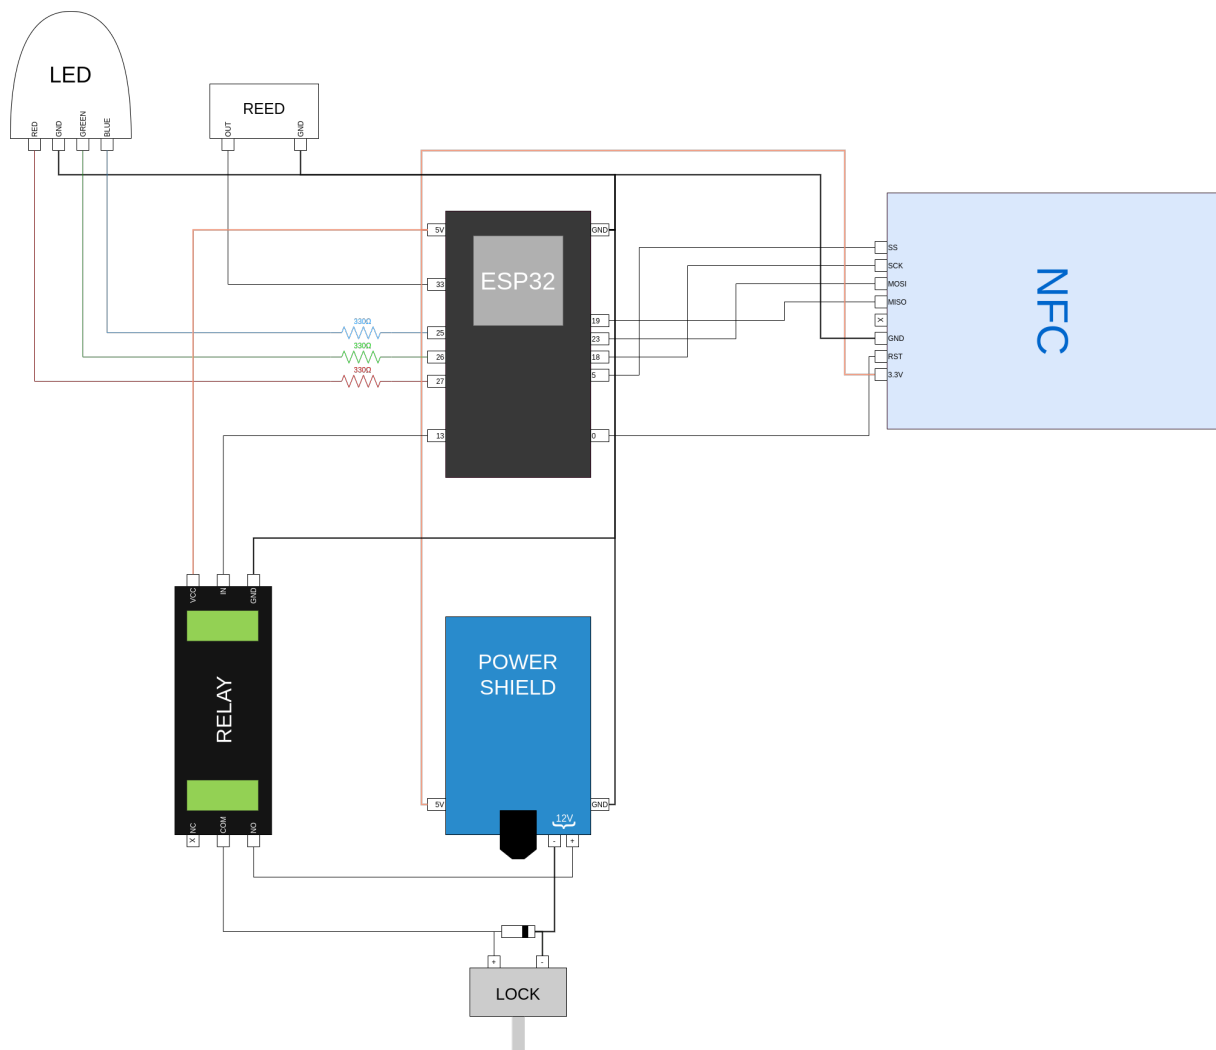 LED
RED
GND
GREEN
BLUE
REED
OUT
GND
5V
33
25
26
27
13
330Ω
330Ω
330Ω
ESP32
GND
19
23
18
5
0
SS
SCK
MOSI
MISO
X
GND
RST
3.3V
NFC
VCC
IN
GND
RELAY
NC
COM
NO
X
POWER
SHIELD
5V
GND
12V
-
+
+
-
LOCK